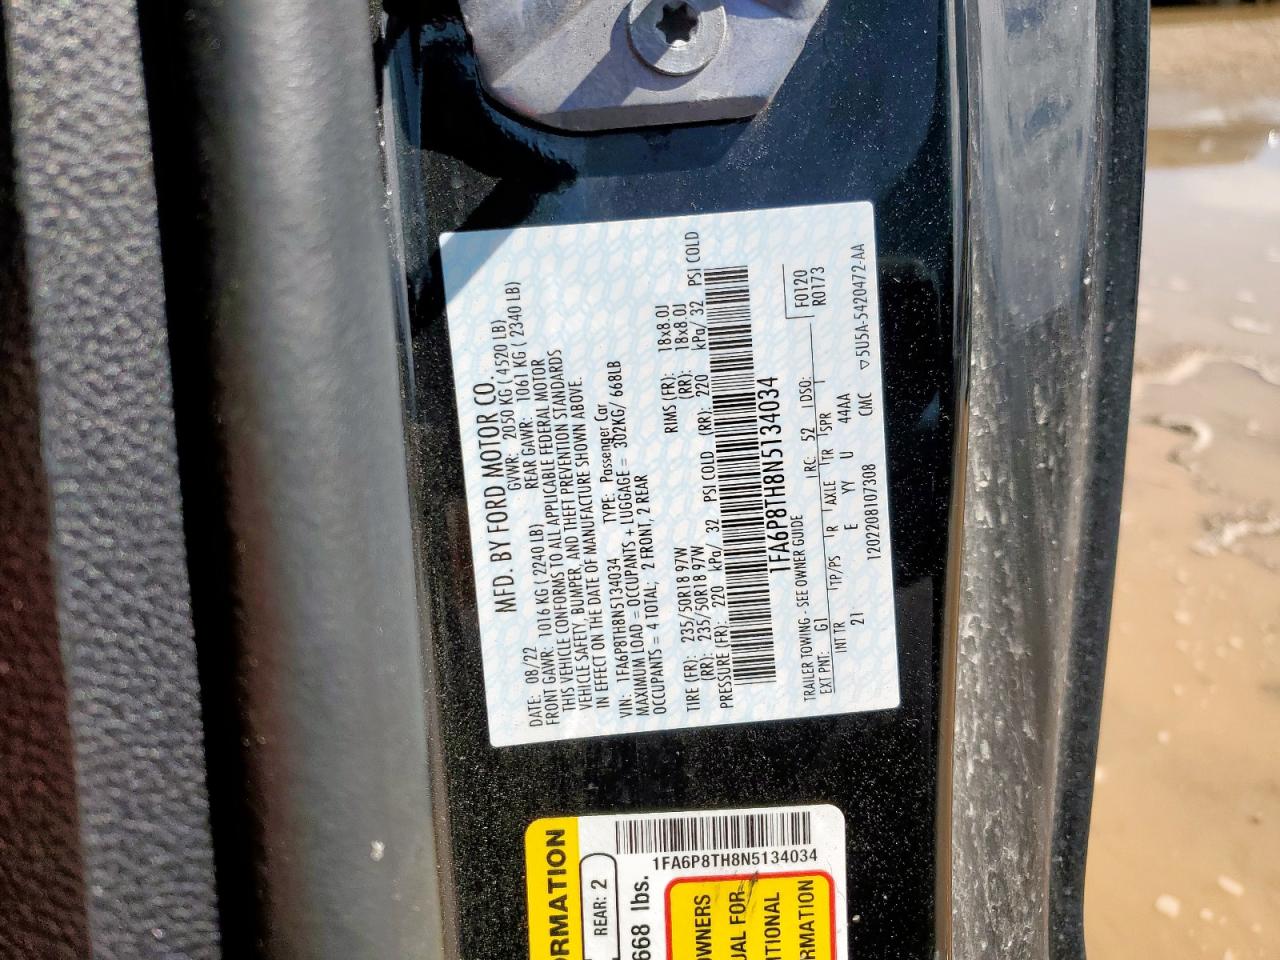 MFD. BY FORD MOTOR CO.
DATE: 08/22 GVWR: 2050 KG ( 4520 LB)
FRONT GAWR: 1016 KG ( 2240 LB) REAR GAWR: 1061 KG ( 2340 LB)
THIS VEHICLE CONFORMS TO ALL APPLICABLE FEDERAL MOTOR
VEHICLE SAFETY, BUMPER, AND THEFT PREVENTION STANDARDS
IN EFFECT ON THE DATE OF MANUFACTURE SHOWN ABOVE.
VIN: 1FA6P8TH8N5134034 TYPE: Passenger Car
MAXIMUM LOAD = OCCUPANTS + LUGGAGE = 302KG/ 668LB
OCCUPANTS = 4 TOTAL; 2 FRONT, 2 REAR
TIRE (FR): 235/50R18 97W RIMS (FR): 18x8.0J
(RR): 235/50R18 97W (RR): 18x8.0J
PRESSURE (FR): 220 kPa/ 32 PSI COLD (RR): 220 kPa/ 32 PSI COLD
1FA6P8TH8N5134034
TRAILER TOWING - SEE OWNER GUIDE F0120
EXT PNT: G1 RC: 52 DSO: R0173
INT TR TP/PS R AXLE TR SPR
21 E YY U 44AA
1202208107308 CMC ▽5U5A-5420472-AA
ORMATION
REAR: 2
668 lbs.
1FA6P8TH8N5134034
OWNERS
UAL FOR
ITIONAL
RMATION